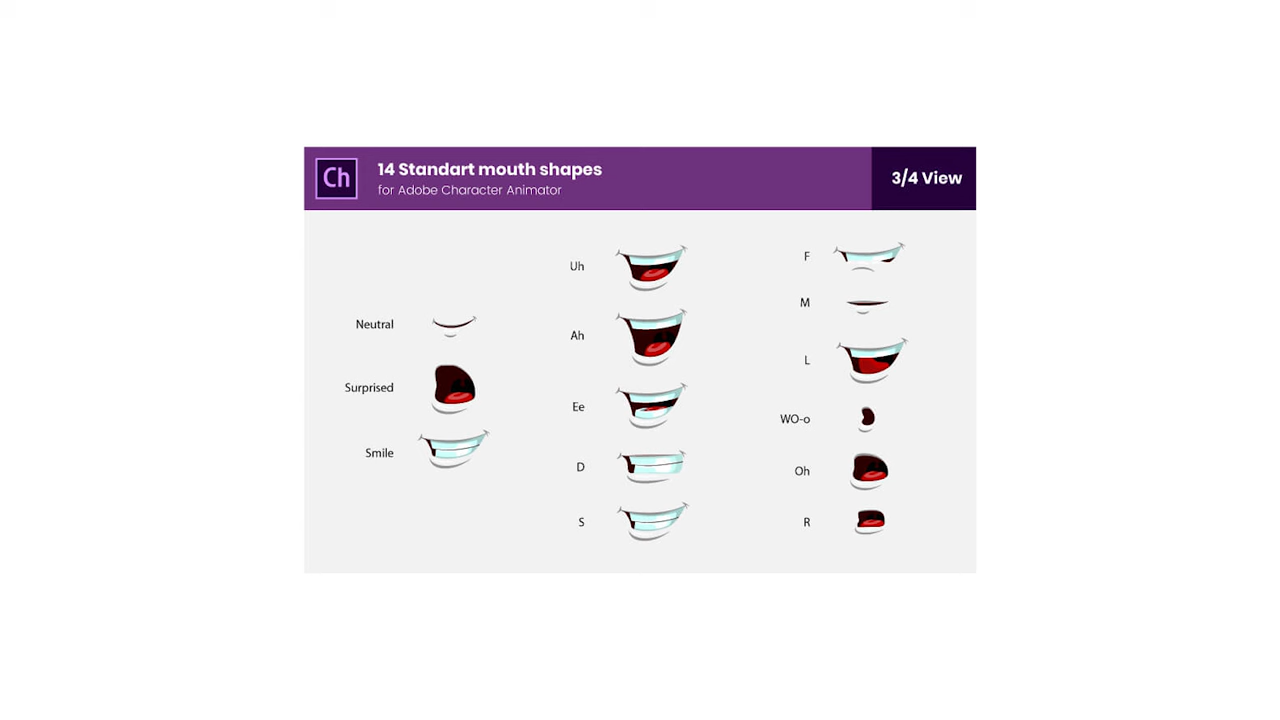 Ch
14 Standart mouth shapes
for Adobe Character Animator
3/4 View
Neutral
Surprised
Smile
Uh
Ah
Ee
D
S
F
M
L
WO-o
Oh
R